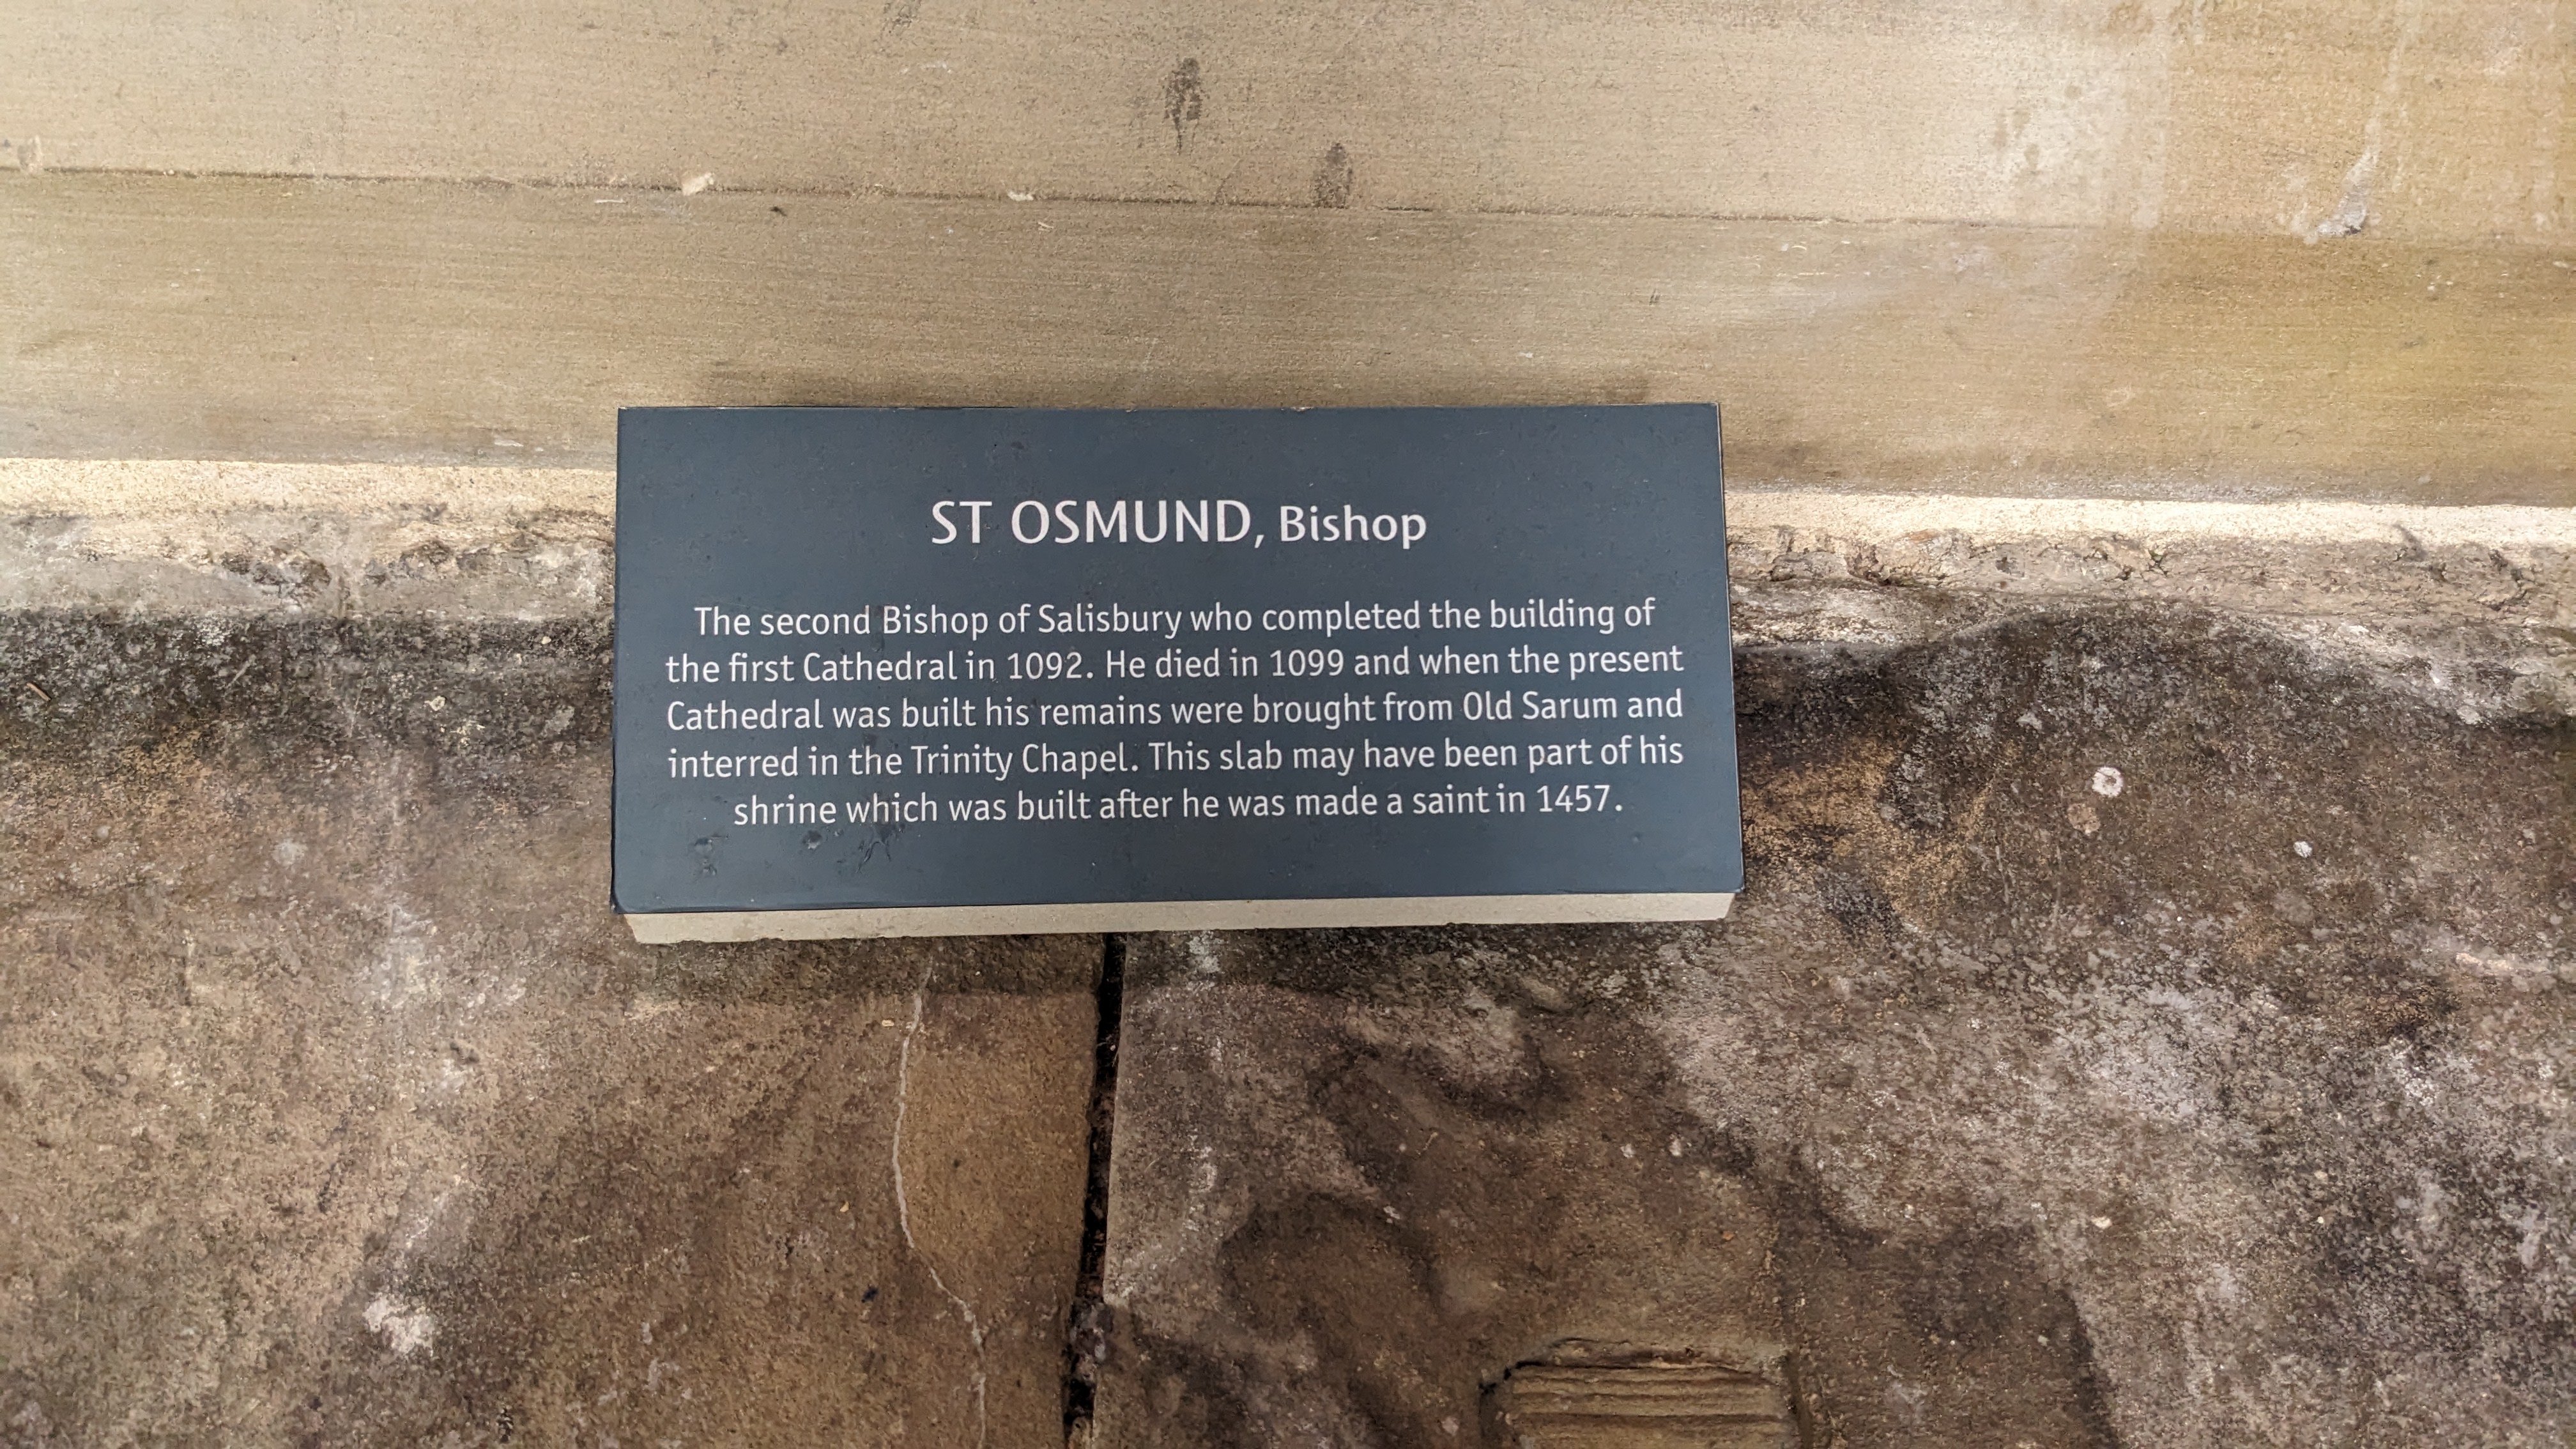 ST OSMUND, Bishop
The second Bishop of Salisbury who completed the building of
the first Cathedral in 1092. He died in 1099 and when the present
Cathedral was built his remains were brought from Old Sarum and
interred in the Trinity Chapel. This slab may have been part of his
shrine which was built after he was made a saint in 1457.